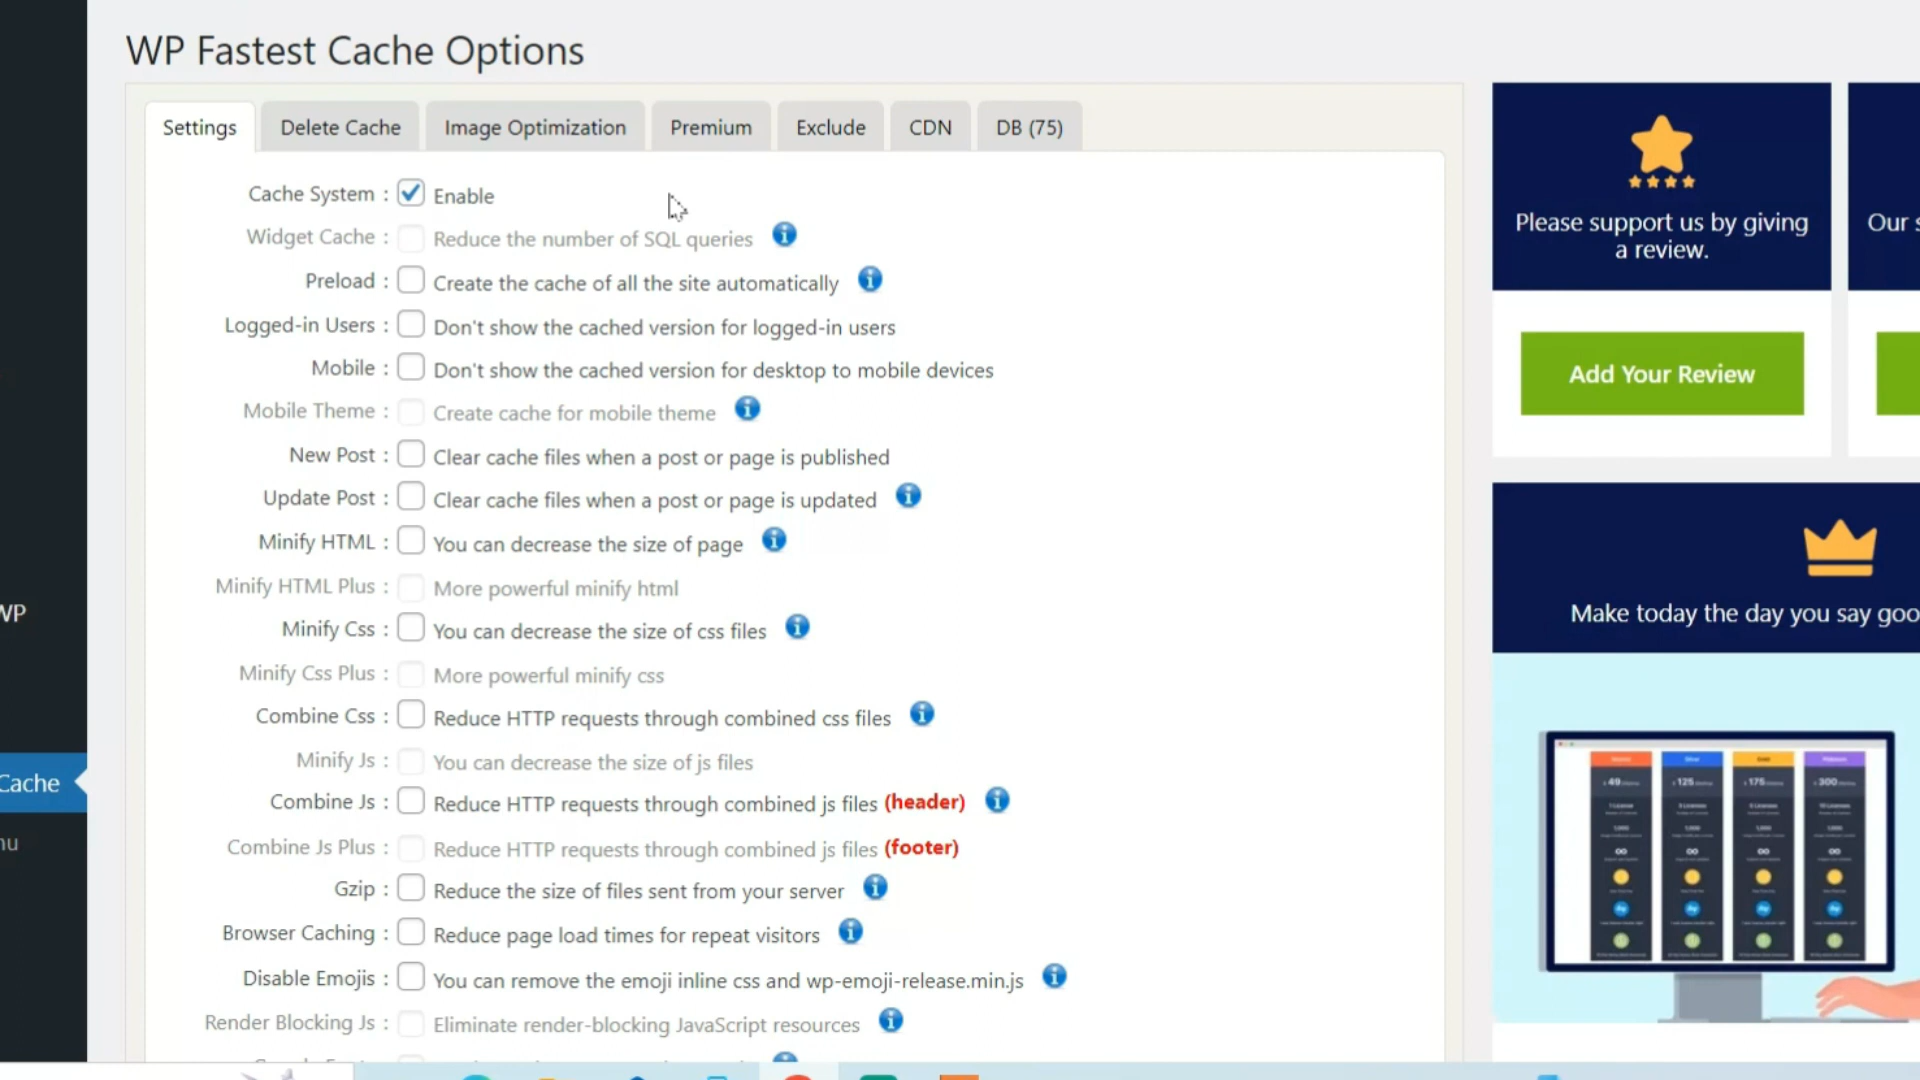 WP Fastest Cache Options
Settings
Delete Cache
Image Optimization
Premium
Exclude
CDN
DB (75)
Cache System : Enable
Widget Cache : Reduce the number of SQL queries
Preload : Create the cache of all the site automatically
Logged-in Users : Don't show the cached version for logged-in users
Mobile : Don't show the cached version for desktop to mobile devices
Mobile Theme : Create cache for mobile theme
New Post : Clear cache files when a post or page is published
Update Post : Clear cache files when a post or page is updated
Minify HTML : You can decrease the size of page
Minify HTML Plus : More powerful minify html
Minify Css : You can decrease the size of css files
Minify Css Plus : More powerful minify css
Combine Css : Reduce HTTP requests through combined css files
Minify Js : You can decrease the size of js files
Combine Js : Reduce HTTP requests through combined js files (header)
Combine Js Plus : Reduce HTTP requests through combined js files (footer)
Gzip : Reduce the size of files sent from your server
Browser Caching : Reduce page load times for repeat visitors
Disable Emojis : You can remove the emoji inline css and wp-emoji-release.min.js
Render Blocking Js : Eliminate render-blocking JavaScript resources
WP
Cache
nu
Please support us by giving
a review.
Add Your Review
Our s
Make today the day you say goo
49
125
175
300